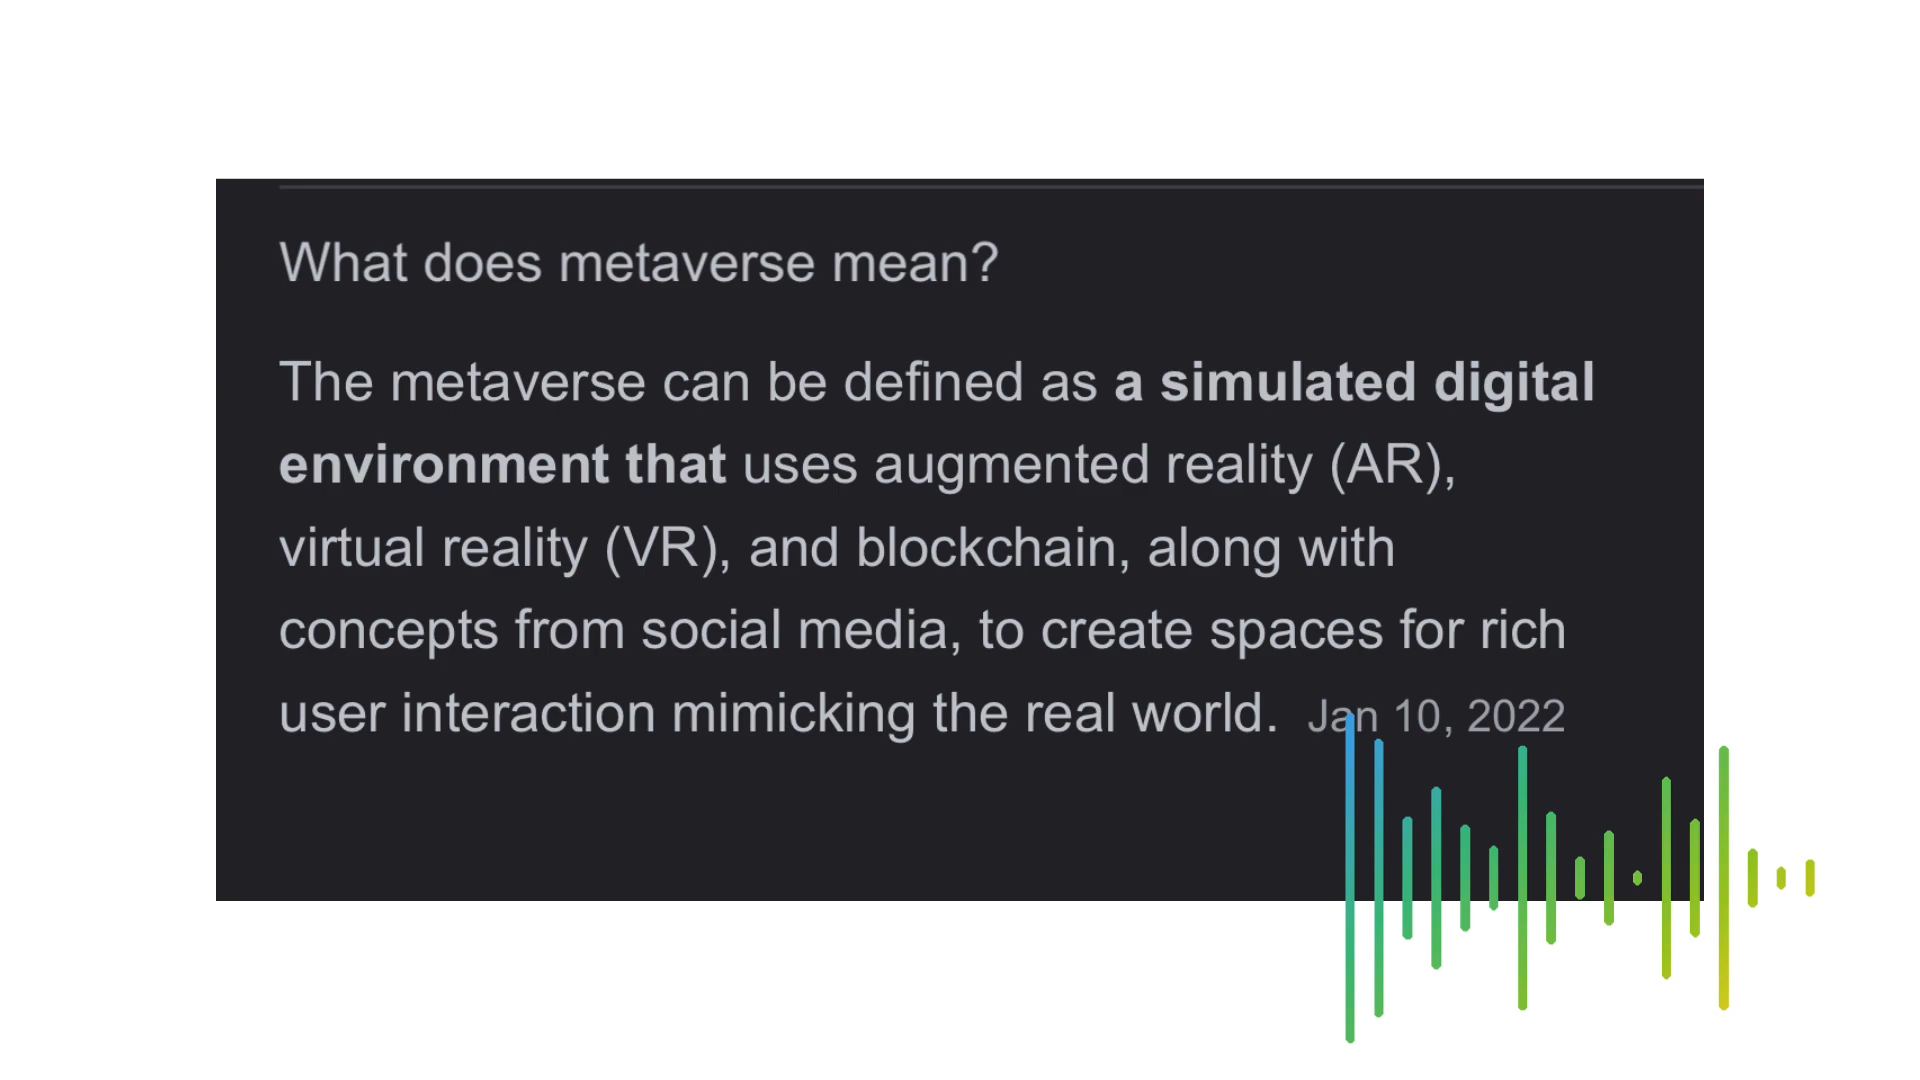 What does metaverse mean?
The metaverse can be defined as a simulated digital
environment that uses augmented reality (AR),
virtual reality (VR), and blockchain, along with
concepts from social media, to create spaces for rich
user interaction mimicking the real world. Jan 10, 2022